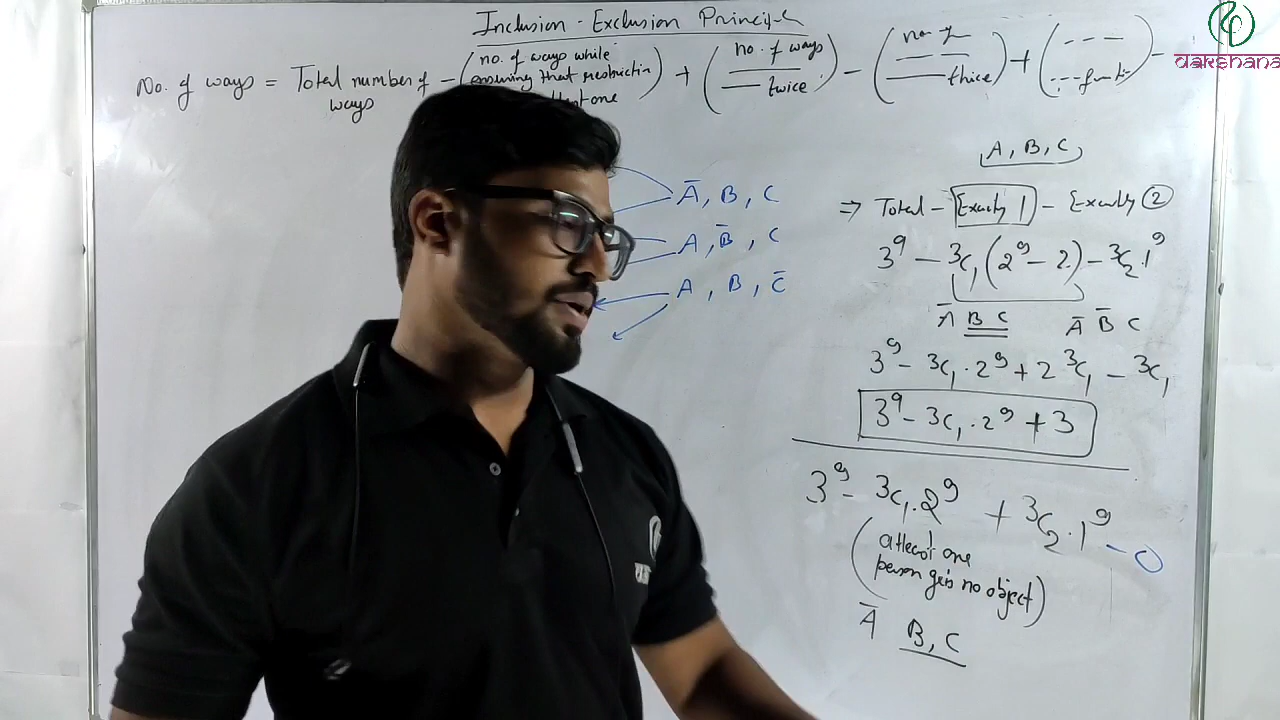 Inclusion - Exclusion Principle
No. of ways = Total number of ways - (no. of ways while ensuring that restriction one) + (no. of ways —— twice) - (no. of —— thrice) + (---
dakshana
A, B, C
Ā, B, C
A, B̄, C
A, B, C̄
⇒ Total - Exactly 1 - Exactly ②
3⁹ - ³C₁(2⁹ - 2) - ³C₂ 1⁹
Ā B C Ā B̄ C
3⁹ - ³C₁·2⁹ + 2 ³C₁ - ³C₁
3⁹ - ³C₁·2⁹ + 3
3⁹ - ³C₁·2⁹ + ³C₂·1⁹ - 0
(atleast one
person gets no object)
Ā B, C